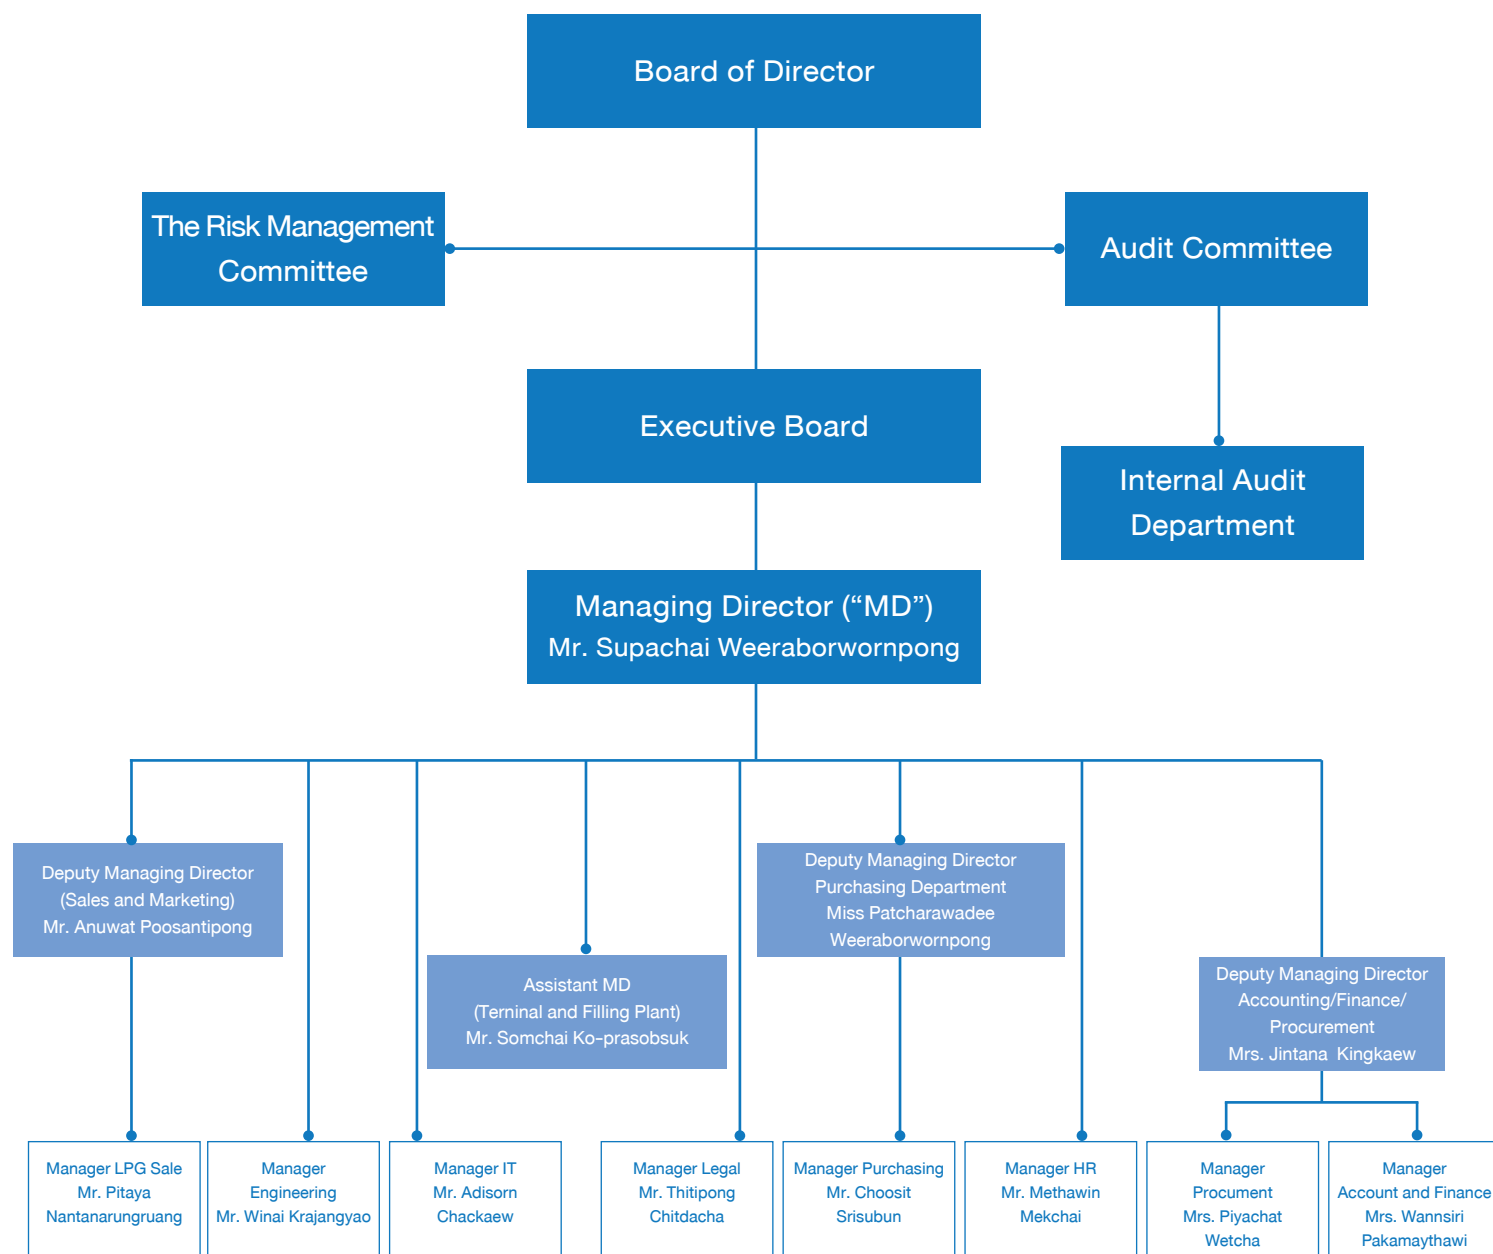 Board of Director
The Risk Management
Committee
Audit Committee
Executive Board
Internal Audit
Department
Managing Director (“MD”)
Mr. Supachai Weeraborwornpong
Deputy Managing Director
(Sales and Marketing)
Mr. Anuwat Poosantipong
Assistant MD
(Terninal and Filling Plant)
Mr. Somchai Ko-prasobsuk
Deputy Managing Director
Purchasing Department
Miss Patcharawadee
Weeraborwornpong
Deputy Managing Director
Accounting/Finance/
Procurement
Mrs. Jintana Kingkaew
Manager LPG Sale
Mr. Pitaya
Nantanarungruang
Manager
Engineering
Mr. Winai Krajangyao
Manager IT
Mr. Adisorn
Chackaew
Manager Legal
Mr. Thitipong
Chitdacha
Manager Purchasing
Mr. Choosit
Srisubun
Manager HR
Mr. Methawin
Mekchai
Manager
Procument
Mrs. Piyachat
Wetcha
Manager
Account and Finance
Mrs. Wannsiri
Pakamaythawi